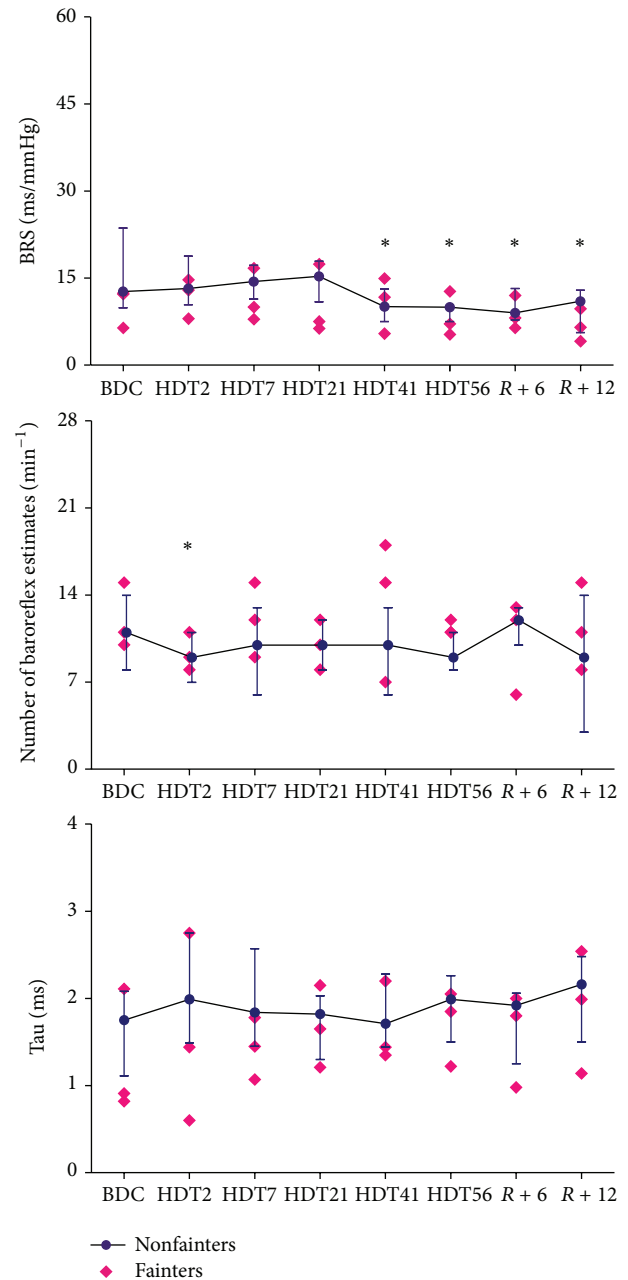 60
45
30
15
0
BRS (ms/mmHg)
* * * *
BDC HDT2 HDT7 HDT21 HDT41 HDT56 R + 6 R + 12
28
21
14
7
0
Number of baroreflex estimates (min⁻¹)
*
BDC HDT2 HDT7 HDT21 HDT41 HDT56 R + 6 R + 12
4
3
2
1
0
Tau (ms)
BDC HDT2 HDT7 HDT21 HDT41 HDT56 R + 6 R + 12
Nonfainters
Fainters